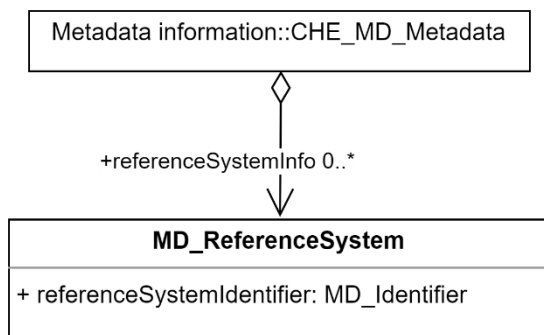 Metadata information::CHE_MD_Metadata
+referenceSystemInfo 0..*
MD_ReferenceSystem
+ referenceSystemIdentifier: MD_Identifier